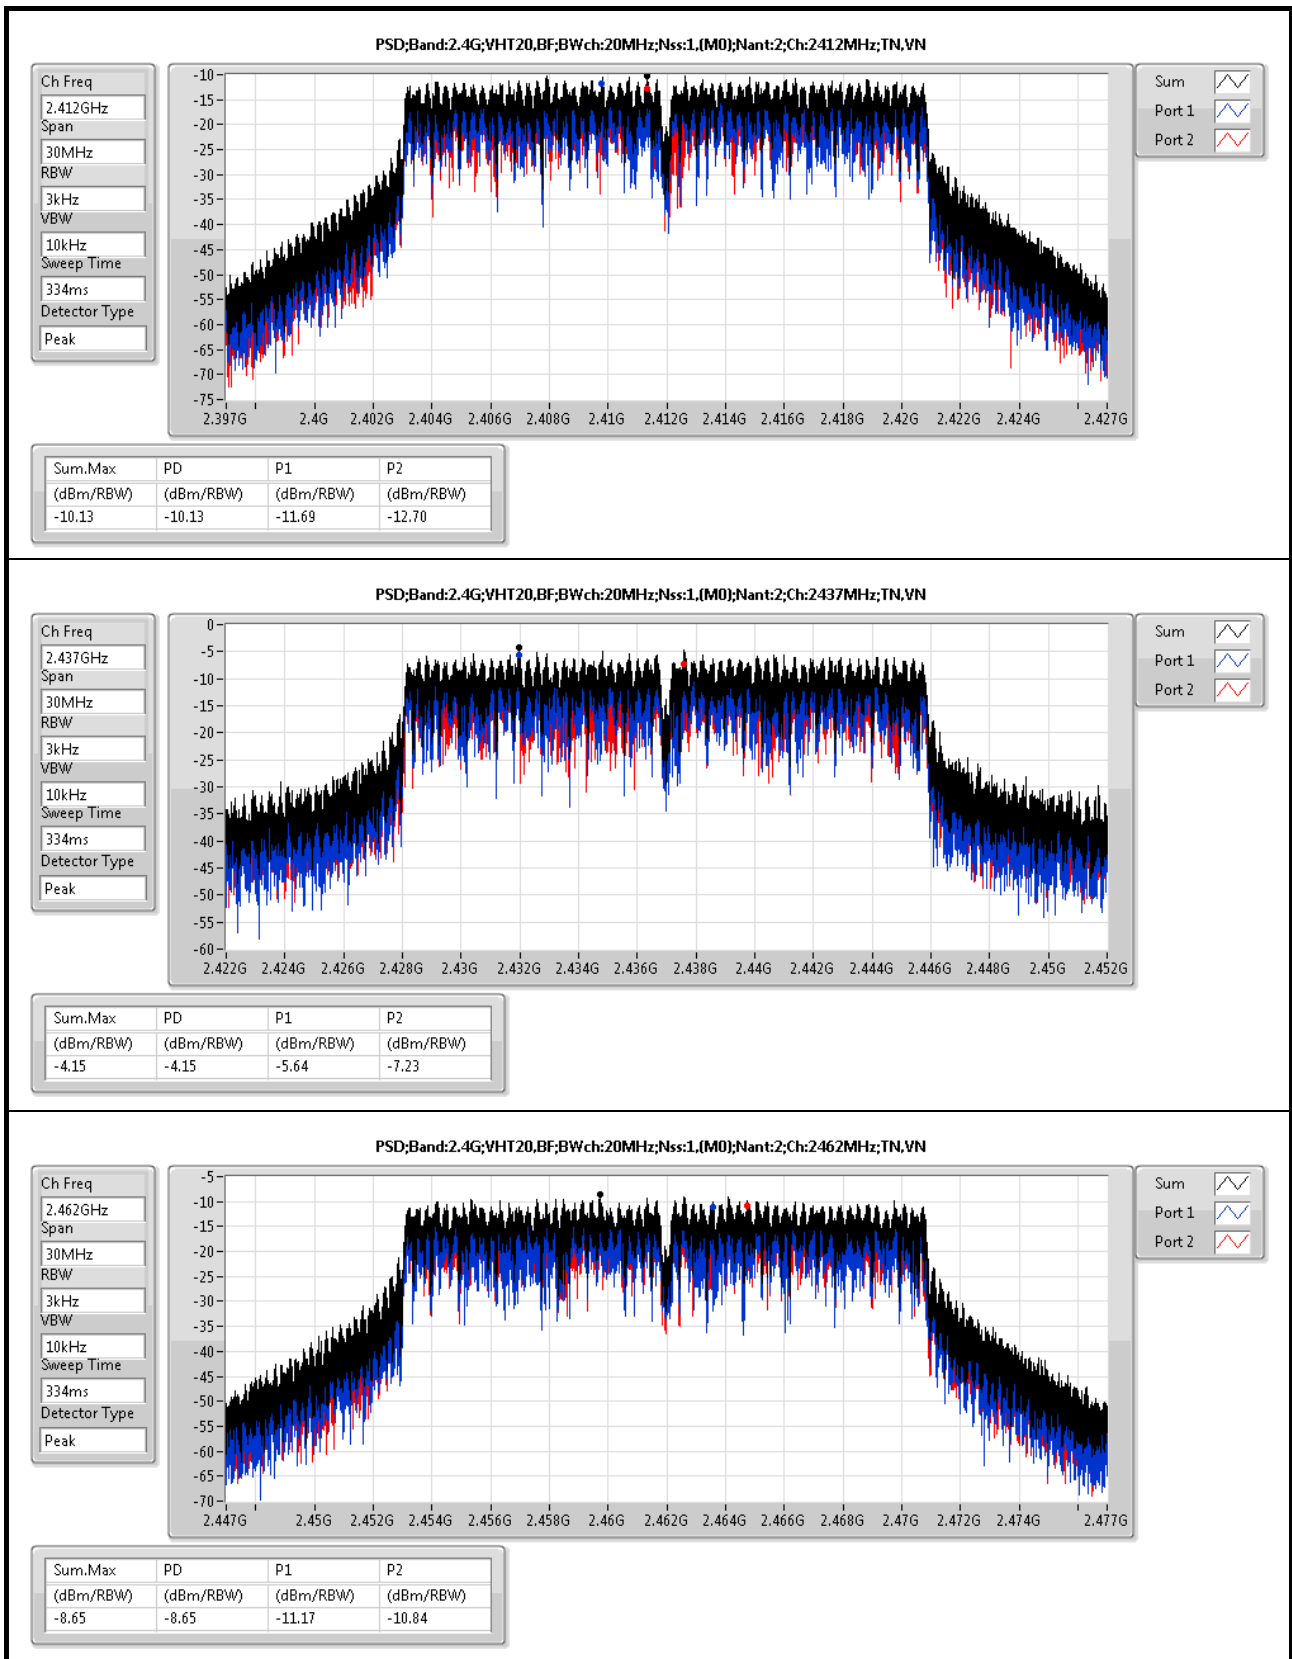 PSD;Band:2.4G;VHT20,BF;BWch:20MHz;Nss:1,(M0);Nant:2;Ch:2412MHz;TN,VN
Ch Freq
2.412GHz
Span
30MHz
RBW
3kHz
VBW
10kHz
Sweep Time
334ms
Detector Type
Peak
-10
-15
-20
-25
-30
-35
-40
-45
-50
-55
-60
-65
-70
-75
2.397G 2.4G 2.402G 2.404G 2.406G 2.408G 2.41G 2.412G 2.414G 2.416G 2.418G 2.42G 2.422G 2.424G 2.427G
Sum
Port 1
Port 2
Sum.Max PD P1 P2
(dBm/RBW) (dBm/RBW) (dBm/RBW) (dBm/RBW)
-10.13 -10.13 -11.69 -12.70
PSD;Band:2.4G;VHT20,BF;BWch:20MHz;Nss:1,(M0);Nant:2;Ch:2437MHz;TN,VN
Ch Freq
2.437GHz
Span
30MHz
RBW
3kHz
VBW
10kHz
Sweep Time
334ms
Detector Type
Peak
0
-5
-10
-15
-20
-25
-30
-35
-40
-45
-50
-55
-60
2.422G 2.424G 2.426G 2.428G 2.43G 2.432G 2.434G 2.436G 2.438G 2.44G 2.442G 2.444G 2.446G 2.448G 2.45G 2.452G
Sum
Port 1
Port 2
Sum.Max PD P1 P2
(dBm/RBW) (dBm/RBW) (dBm/RBW) (dBm/RBW)
-4.15 -4.15 -5.64 -7.23
PSD;Band:2.4G;VHT20,BF;BWch:20MHz;Nss:1,(M0);Nant:2;Ch:2462MHz;TN,VN
Ch Freq
2.462GHz
Span
30MHz
RBW
3kHz
VBW
10kHz
Sweep Time
334ms
Detector Type
Peak
-5
-10
-15
-20
-25
-30
-35
-40
-45
-50
-55
-60
-65
-70
2.447G 2.45G 2.452G 2.454G 2.456G 2.458G 2.46G 2.462G 2.464G 2.466G 2.468G 2.47G 2.472G 2.474G 2.477G
Sum
Port 1
Port 2
Sum.Max PD P1 P2
(dBm/RBW) (dBm/RBW) (dBm/RBW) (dBm/RBW)
-8.65 -8.65 -11.17 -10.84